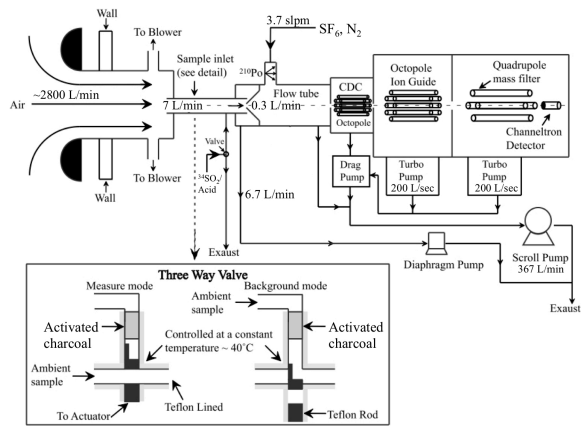 Wall
To Blower
3.7 slpm
SF6, N2
Sample inlet
(see detail)
210Po
Flow tube
CDC
Octopole
Octopole
Ion Guide
Quadrupole
mass filter
Channeltron
Detector
~2800 L/min
Air
7 L/min
0.3 L/min
Valve
34SO2/
Acid
Wall
To Blower
6.7 L/min
Drag
Pump
Turbo
Pump
200 L/sec
Turbo
Pump
200 L/sec
Exaust
Diaphragm Pump
Scroll Pump
367 L/min
Exaust
Three Way Valve
Measure mode
Background mode
Ambient
sample
Activated
charcoal
Activated
charcoal
Controlled at a constant
temperature ~ 40˚C
Ambient
sample
Teflon Lined
To Actuator
Teflon Rod